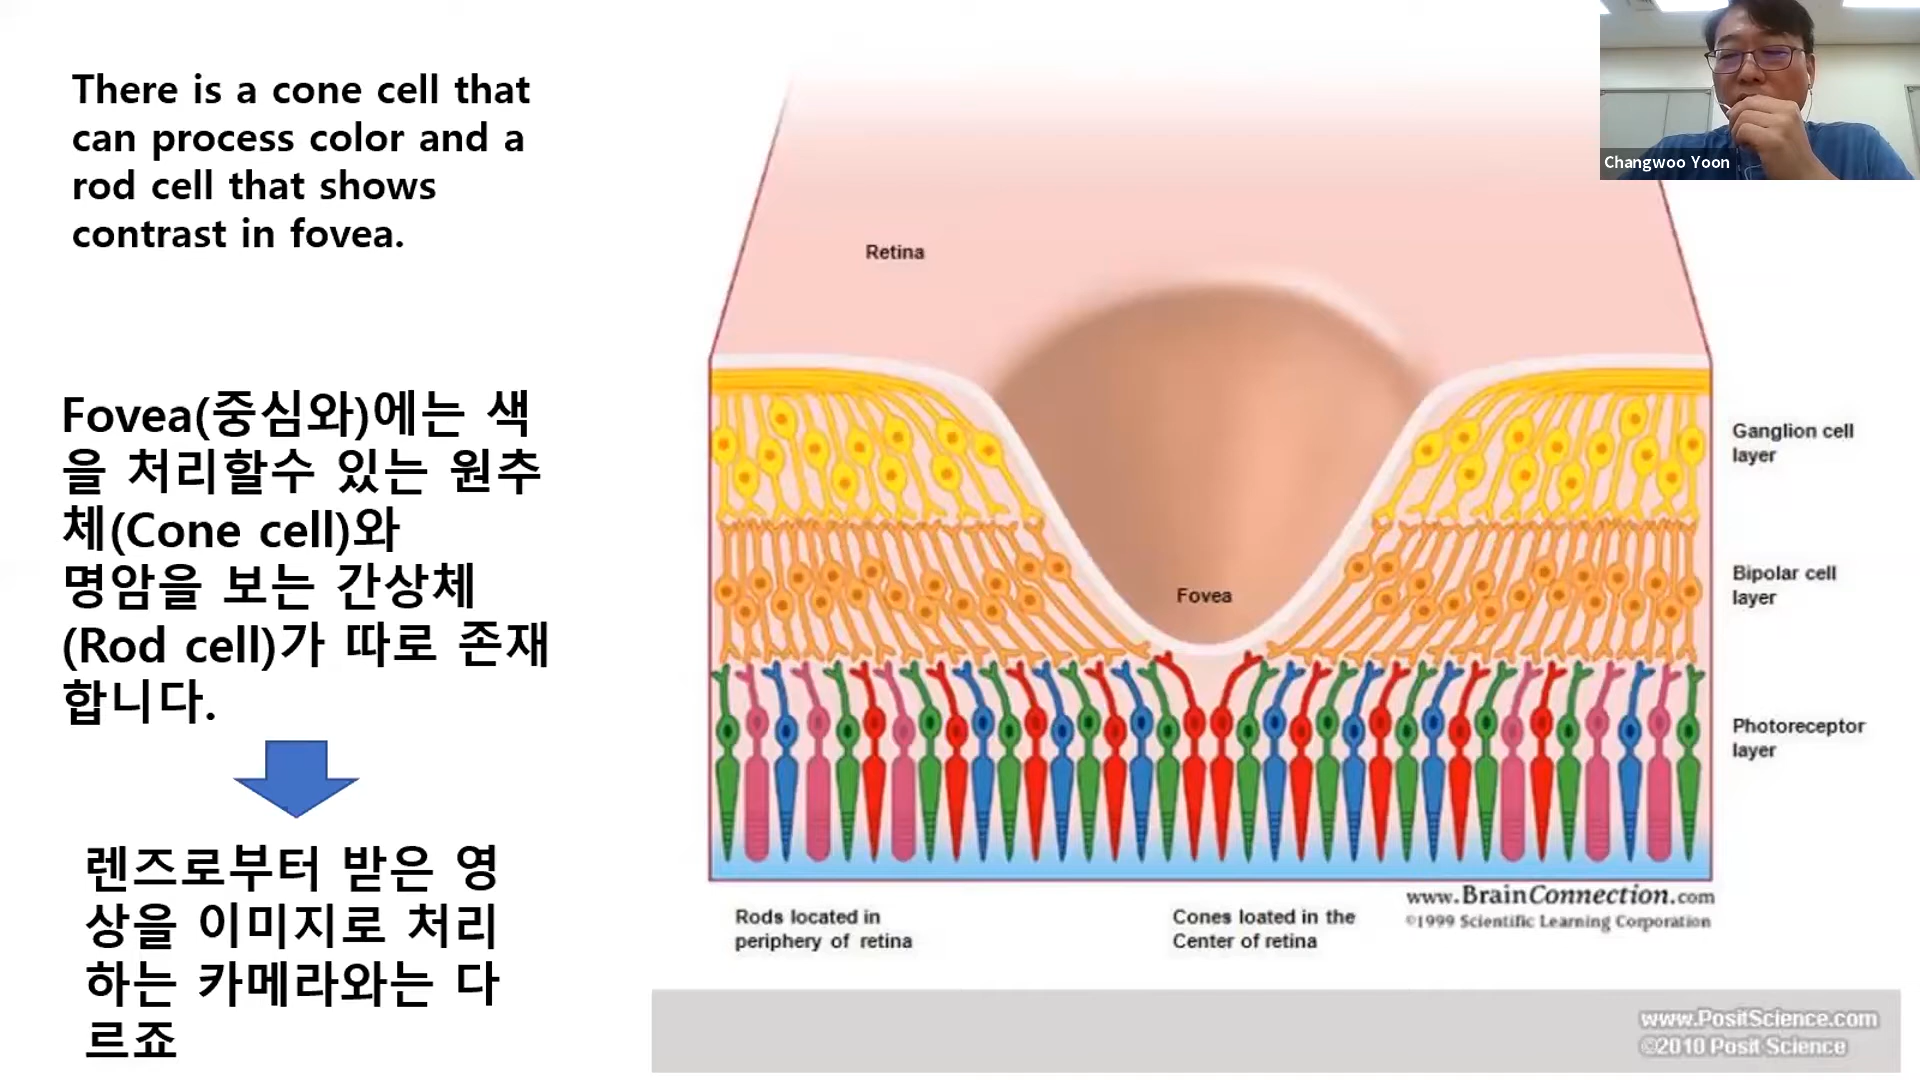 There is a cone cell that
can process color and a
rod cell that shows
contrast in fovea.
Fovea(중심와)에는 색
을 처리할수 있는 원추
체(Cone cell)와
명암을 보는 간상체
(Rod cell)가 따로 존재
합니다.
렌즈로부터 받은 영
상을 이미지로 처리
하는 카메라와는 다
르죠
Changwoo Yoon
Retina
Fovea
Ganglion cell
layer
Bipolar cell
layer
Photoreceptor
layer
Rods located in
periphery of retina
Cones loated in the
Center of retina
www.BrainConnection.com
©1999 Scientific Learning Corporation
www.PositScience.com
©2010 Posit Science